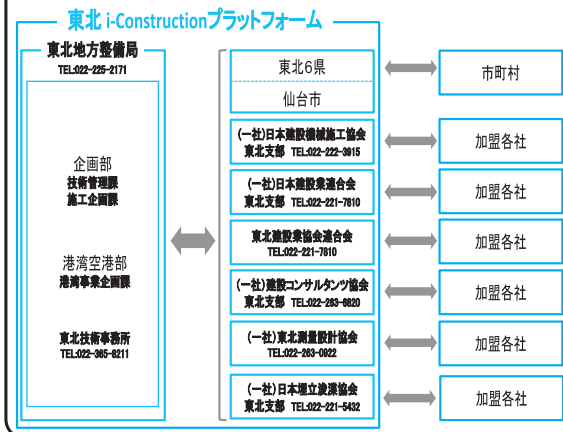 東北 i-Constructionプラットフォーム
東北地方整備局
TEL:022-225-2171
企画部
技術管理課
施工企画課
港湾空港部
港湾事業企画課
東北技術事務所
TEL:022-365-8211
東北6県
仙台市
(一社)日本建設機械施工協会
東北支部 TEL:022-222-3915
(一社)日本建設業連合会
東北支部 TEL:022-221-7810
東北建設業協会連合会
TEL:022-221-7810
(一社)建設コンサルタンツ協会
東北支部 TEL:022-263-6820
(一社)東北測量設計協会
TEL:022-263-0922
(一社)日本埋立浚渫協会
東北支部 TEL:022-221-5432
市町村
加盟各社
加盟各社
加盟各社
加盟各社
加盟各社
加盟各社